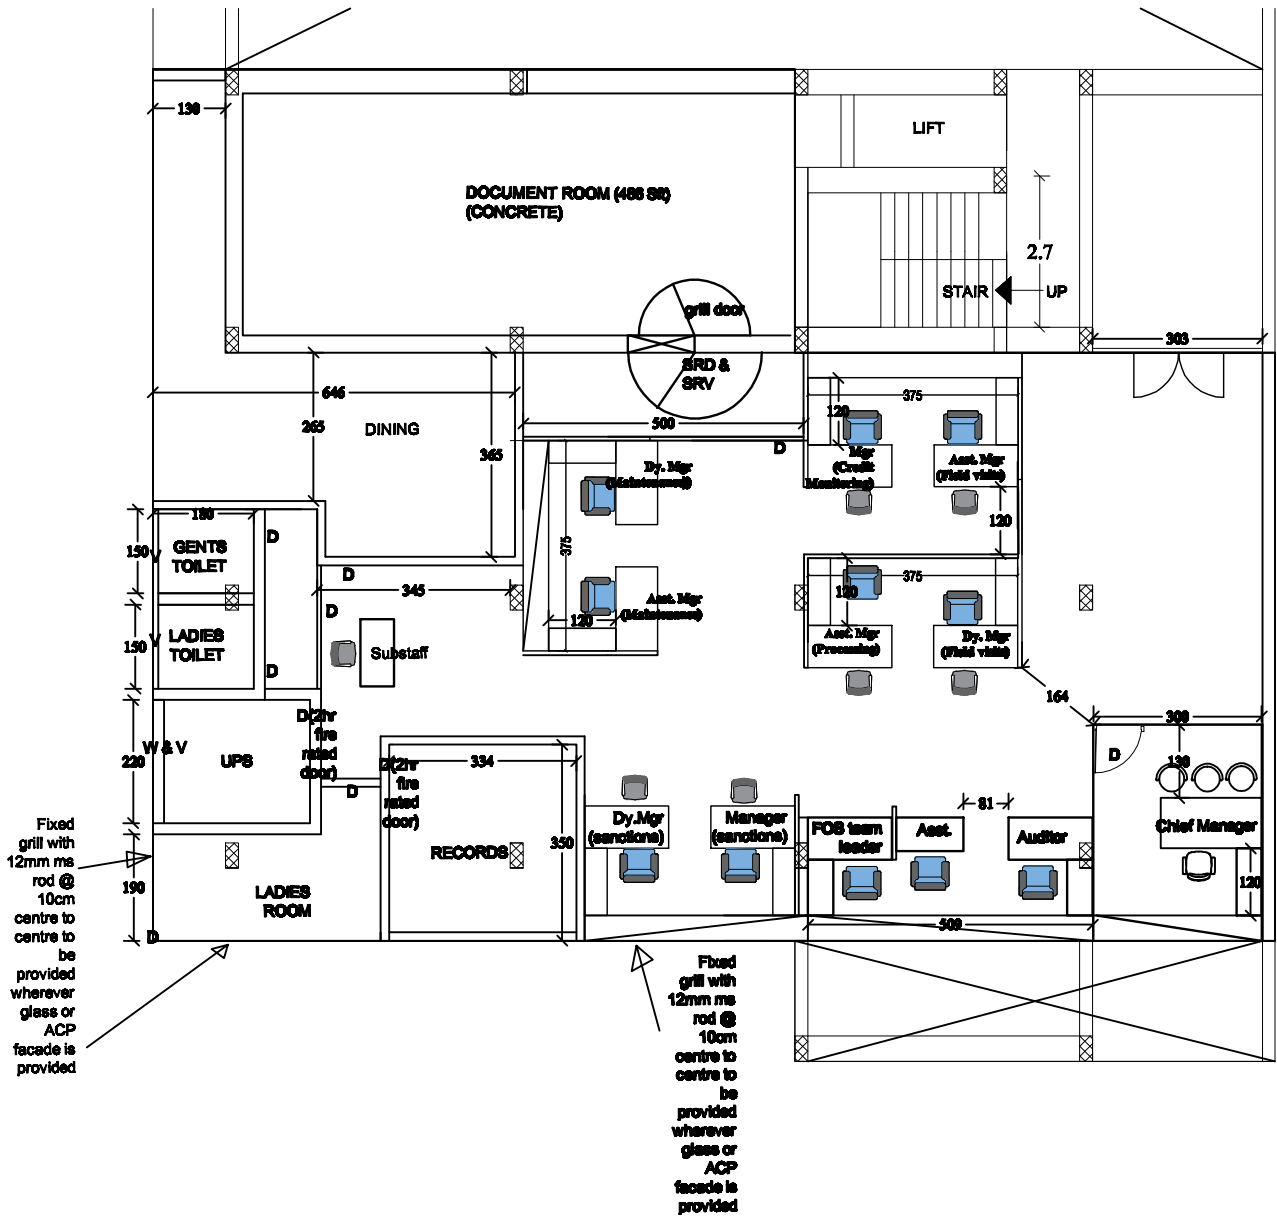 130
LIFT
DOCUMENT ROOM (466 Sft)
(CONCRETE)
2.7
STAIR
UP
grill door
303
SRD &
SRV
646
375
120
265
DINING
500
365
D
Mgr
(Credit
Monitoring)
Asst. Mgr
(Field visits)
Dy. Mgr
(Maintenance)
180
150
V
GENTS
TOILET
D
375
120
D
345
375
120
D
120
Asst. Mgr
(Maintenance)
LADIES
TOILET
V
150
Asst. Mgr
(Processing)
Dy. Mgr
(Field visits)
Substaff
D
164
300
D(2hr
fire
rated
door)
W & V
UPS
220
D
D(2hr
fire
rated
door)
334
D
130
81
350
Dy.Mgr
(sanctions)
Manager
(sanctions)
FOS team
leader
Asst.
Auditor
Chief Manager
RECORDS
190
LADIES
ROOM
120
D
509
Fixed
grill with
12mm ms
rod @
10cm
centre to
centre to
be
provided
wherever
glass or
ACP
facade is
provided
Fixed
grill with
12mm ms
rod @
10cm
centre to
centre to
be
provided
wherever
glass or
ACP
facade is
provided